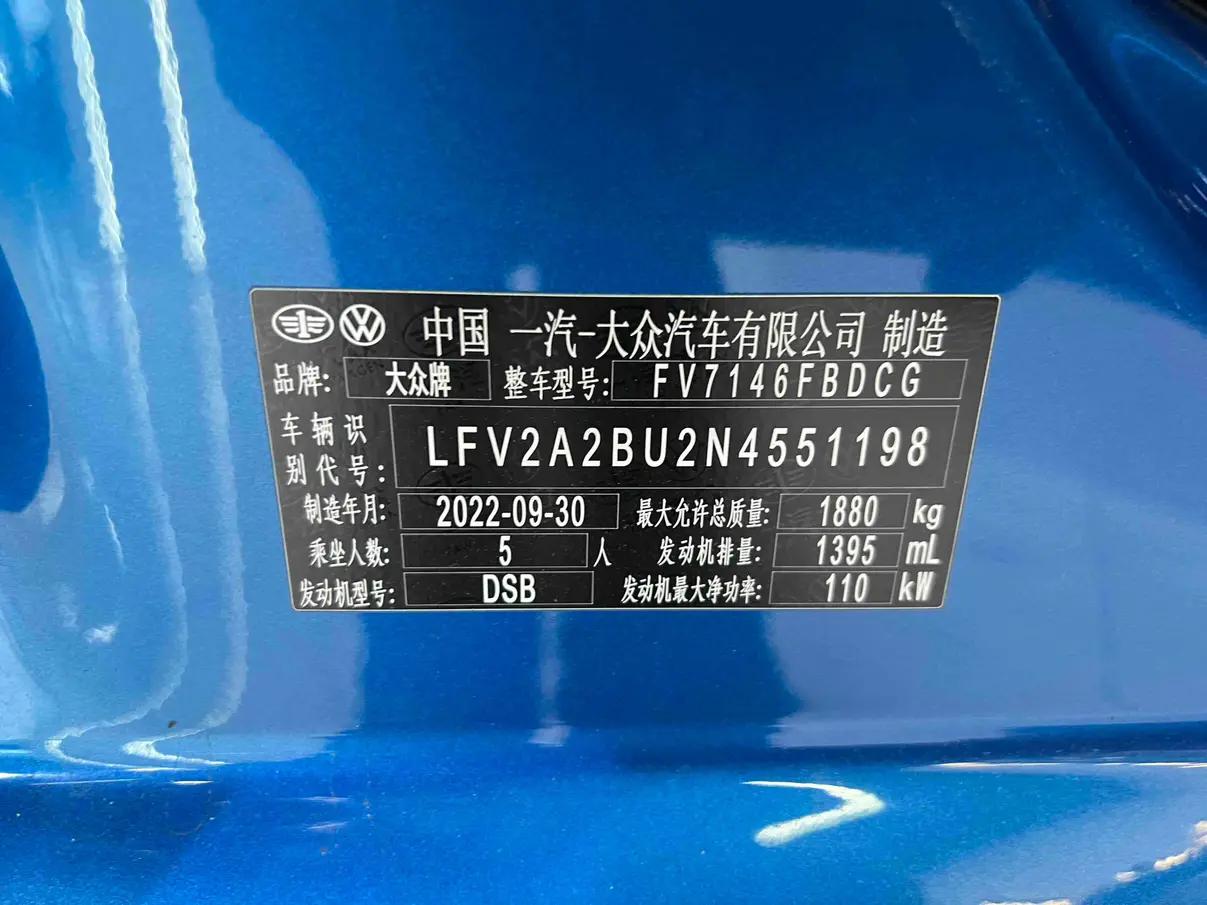 中国 一汽-大众汽车有限公司 制造
品牌: 大众牌 整车型号: FV7146FBDCG
车辆识别代号: LFV2A2BU2N4551198
制造年月: 2022-09-30 最大允许总质量: 1880 kg
乘坐人数: 5 人 发动机排量: 1395 mL
发动机型号: DSB 发动机最大净功率: 110 kW